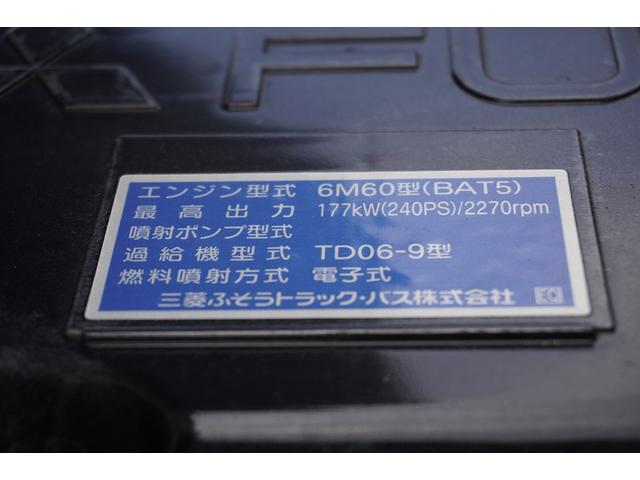 FU
エンジン型式 6M60型(BAT5)
最高出力 177kW(240PS)/2270rpm
噴射ポンプ型式
過給機型式 TD06-9型
燃料噴射方式 電子式
三菱ふそうトラック・バス株式会社 EQ